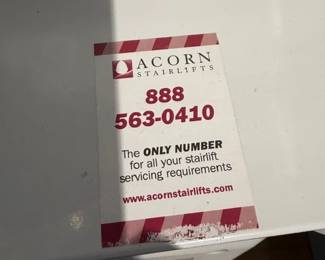 ACORN
STAIRLIFTS
888
563-0410
The ONLY NUMBER
for all your stairlift
servicing requirements
www.acornstairlifts.com